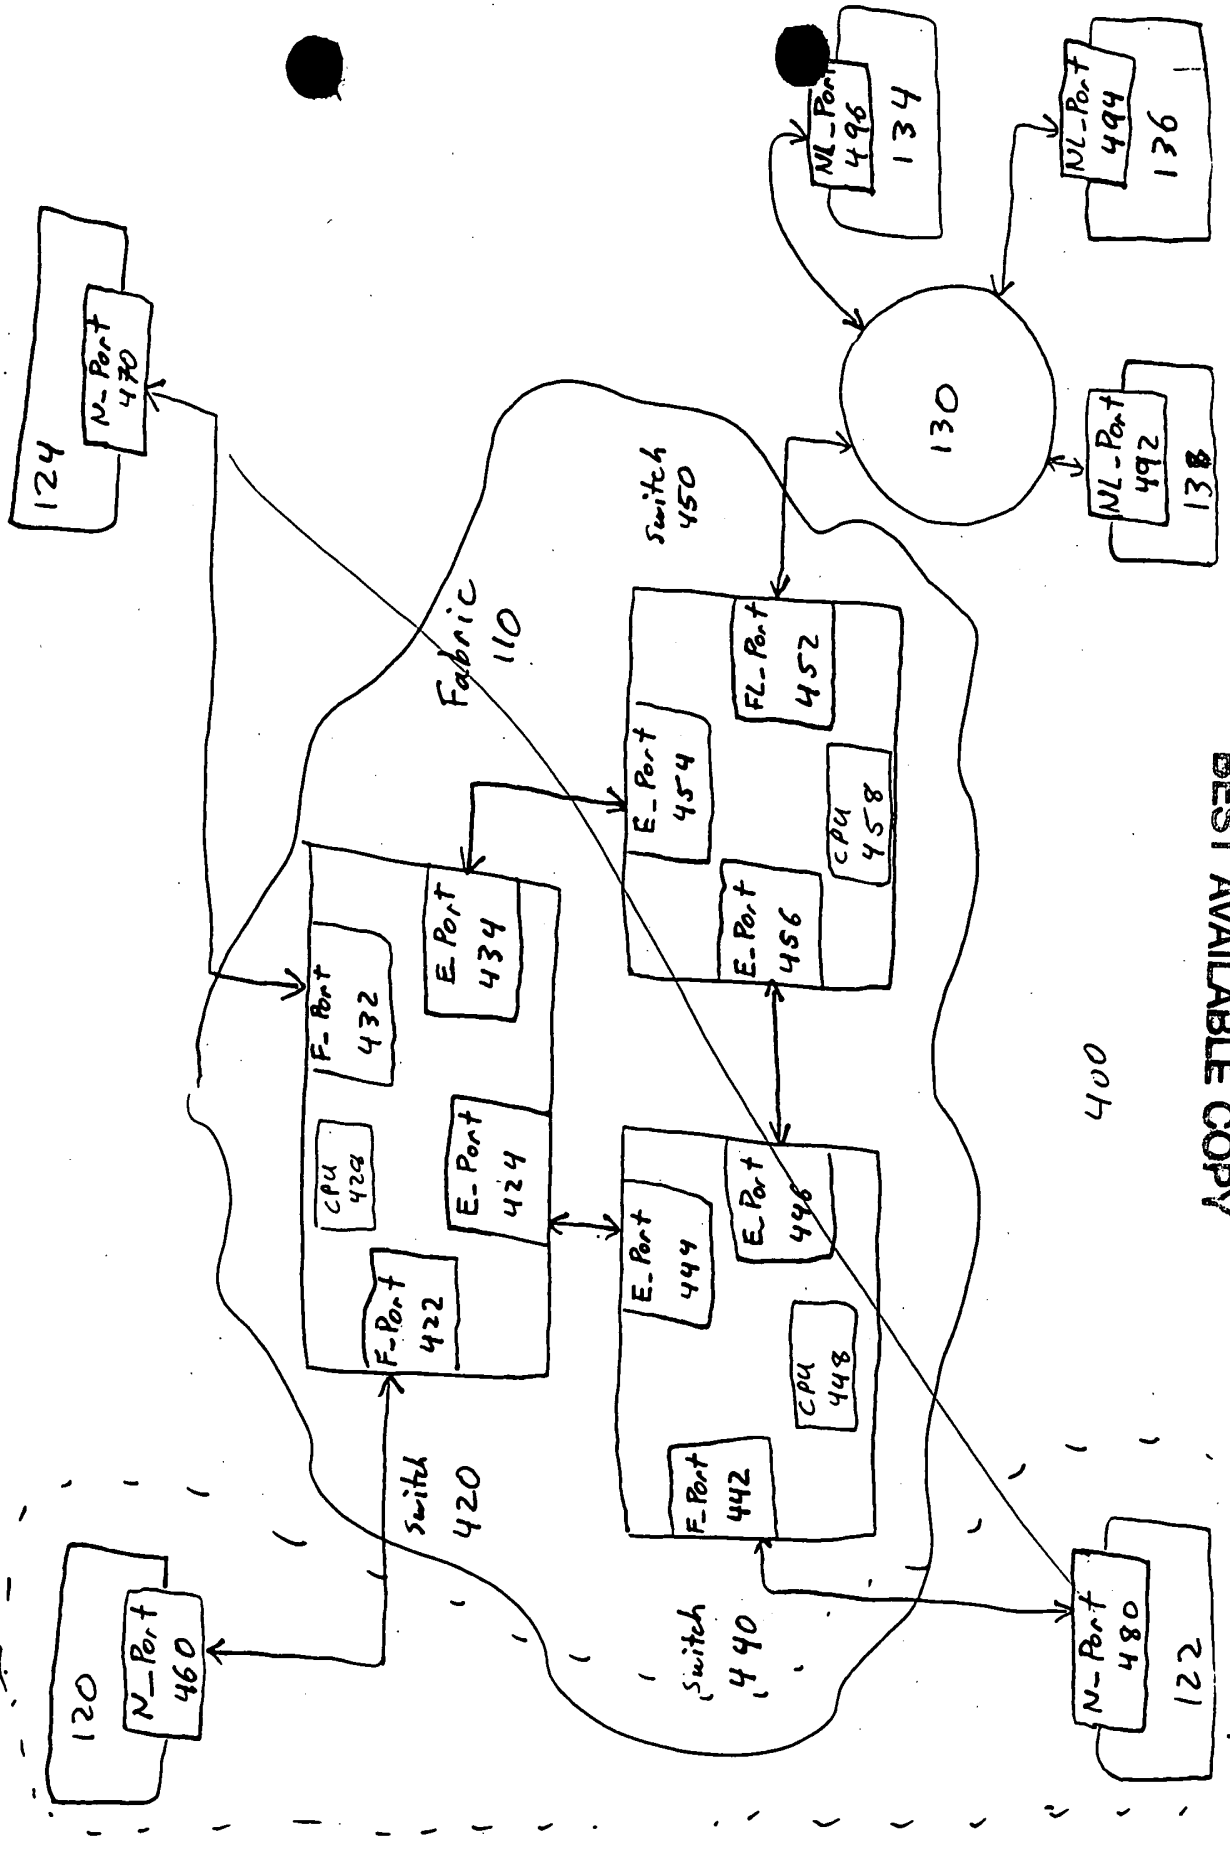 124
N_Port
470
120
N_Port
460
Fabric
110
F_Port
432
E_Port
434
CPU
428
E_Port
424
F_Port
422
Switch
420
Switch
450
E_Port
454
FL_Port
452
E_Port
456
CPU
458
E_Port
444
E_Port
446
CPU
448
F_Port
442
Switch
440
N_Port
480
122
130
NL_Port
496
134
NL_Port
494
136
NL_Port
492
138
400
BEST AVAILABLE COPY